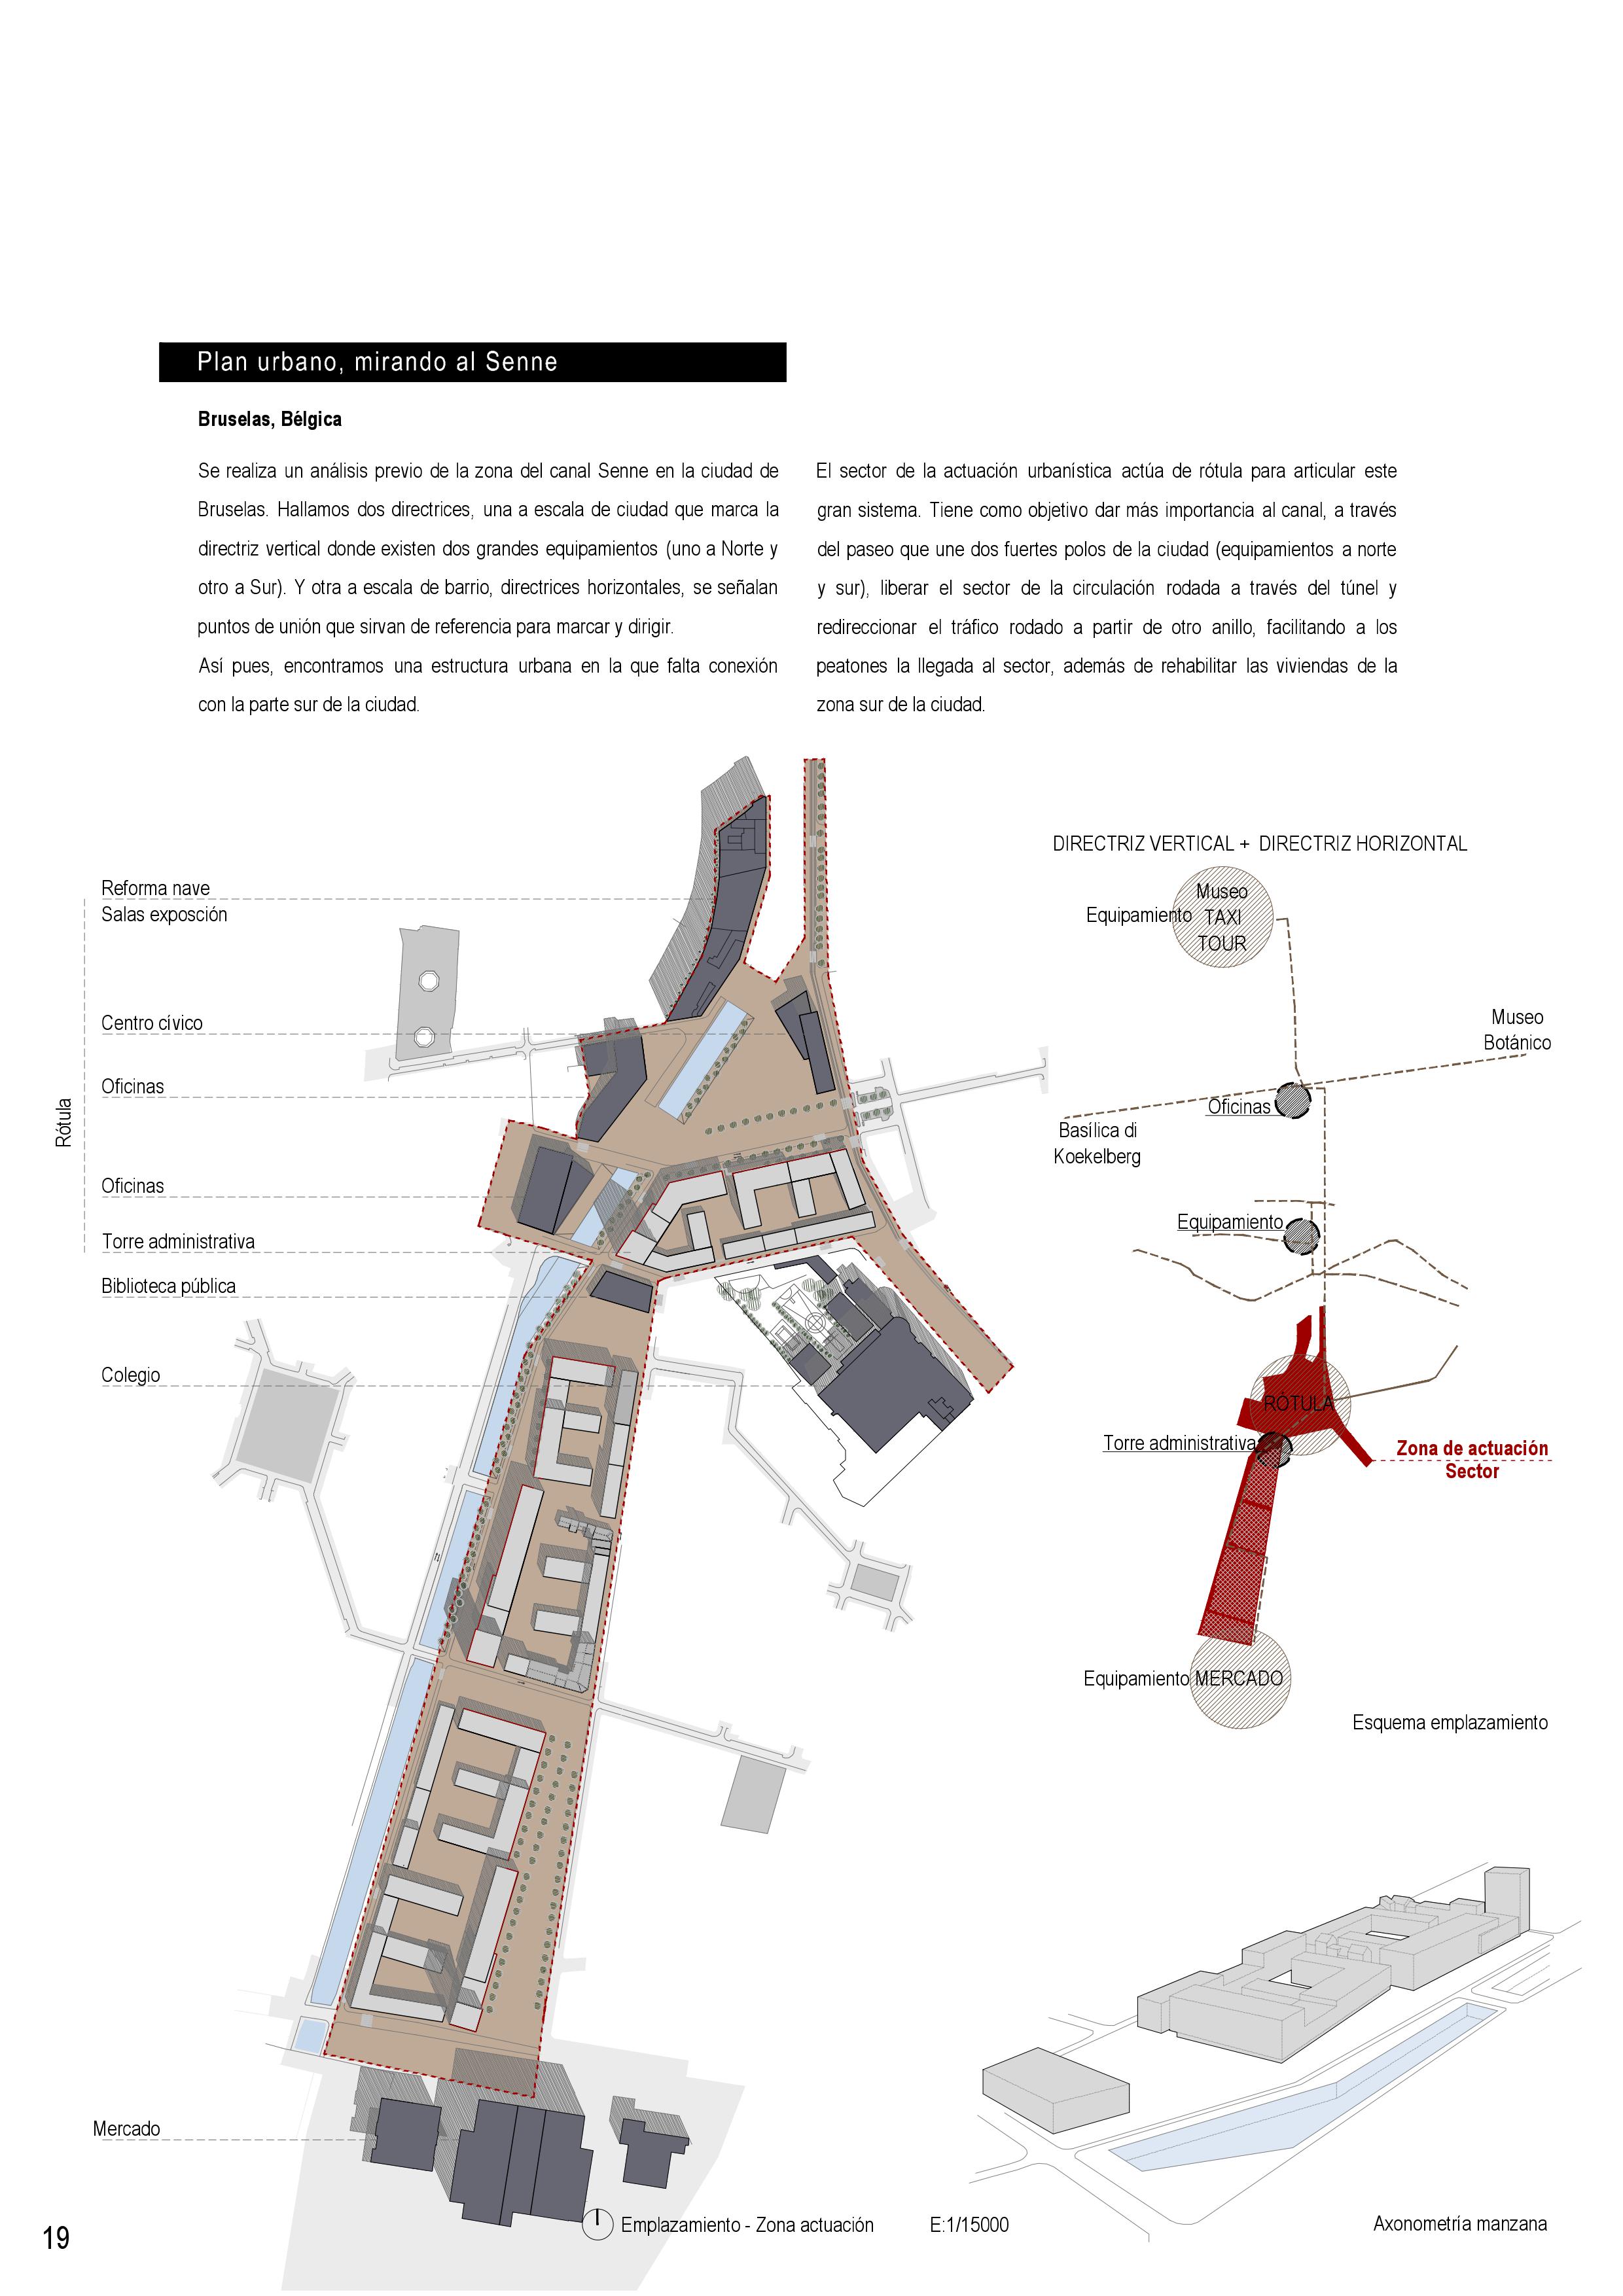 Plan urbano, mirando al Senne
Bruselas, Bélgica
Se realiza un análisis previo de la zona del canal Senne en la ciudad de
Bruselas. Hallamos dos directrices, una a escala de ciudad que marca la
directriz vertical donde existen dos grandes equipamientos (uno a Norte y
otro a Sur). Y otra a escala de barrio, directrices horizontales, se señalan
puntos de unión que sirvan de referencia para marcar y dirigir.
Así pues, encontramos una estructura urbana en la que falta conexión
con la parte sur de la ciudad.
El sector de la actuación urbanística actúa de rótula para articular este
gran sistema. Tiene como objetivo dar más importancia al canal, a través
del paseo que une dos fuertes polos de la ciudad (equipamientos a norte
y sur), liberar el sector de la circulación rodada a través del túnel y
redireccionar el tráfico rodado a partir de otro anillo, facilitando a los
peatones la llegada al sector, además de rehabilitar las viviendas de la
zona sur de la ciudad.
Reforma nave
Salas exposción
Centro cívico
Oficinas
Rótula
Oficinas
Torre administrativa
Biblioteca pública
Colegio
Mercado
DIRECTRIZ VERTICAL + DIRECTRIZ HORIZONTAL
Equipamiento
Museo
TAXI
TOUR
Museo
Botánico
Oficinas
Basílica di
Koekelberg
Equipamiento
RÓTULA
Torre administrativa
Zona de actuación
Sector
Equipamiento MERCADO
Esquema emplazamiento
Emplazamiento - Zona actuación
E:1/15000
Axonometría manzana
19